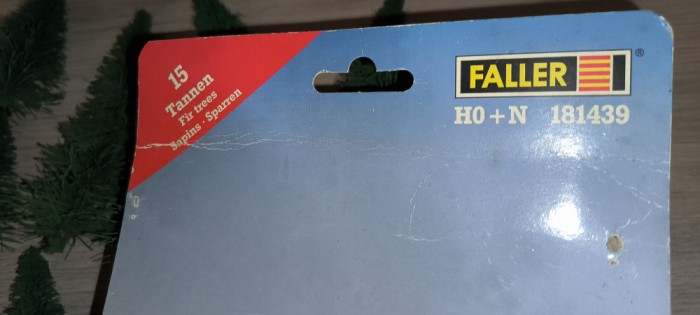 15
Tannen
Fir trees
Sapins · Sparren
FALLER ®
H0 + N 181439